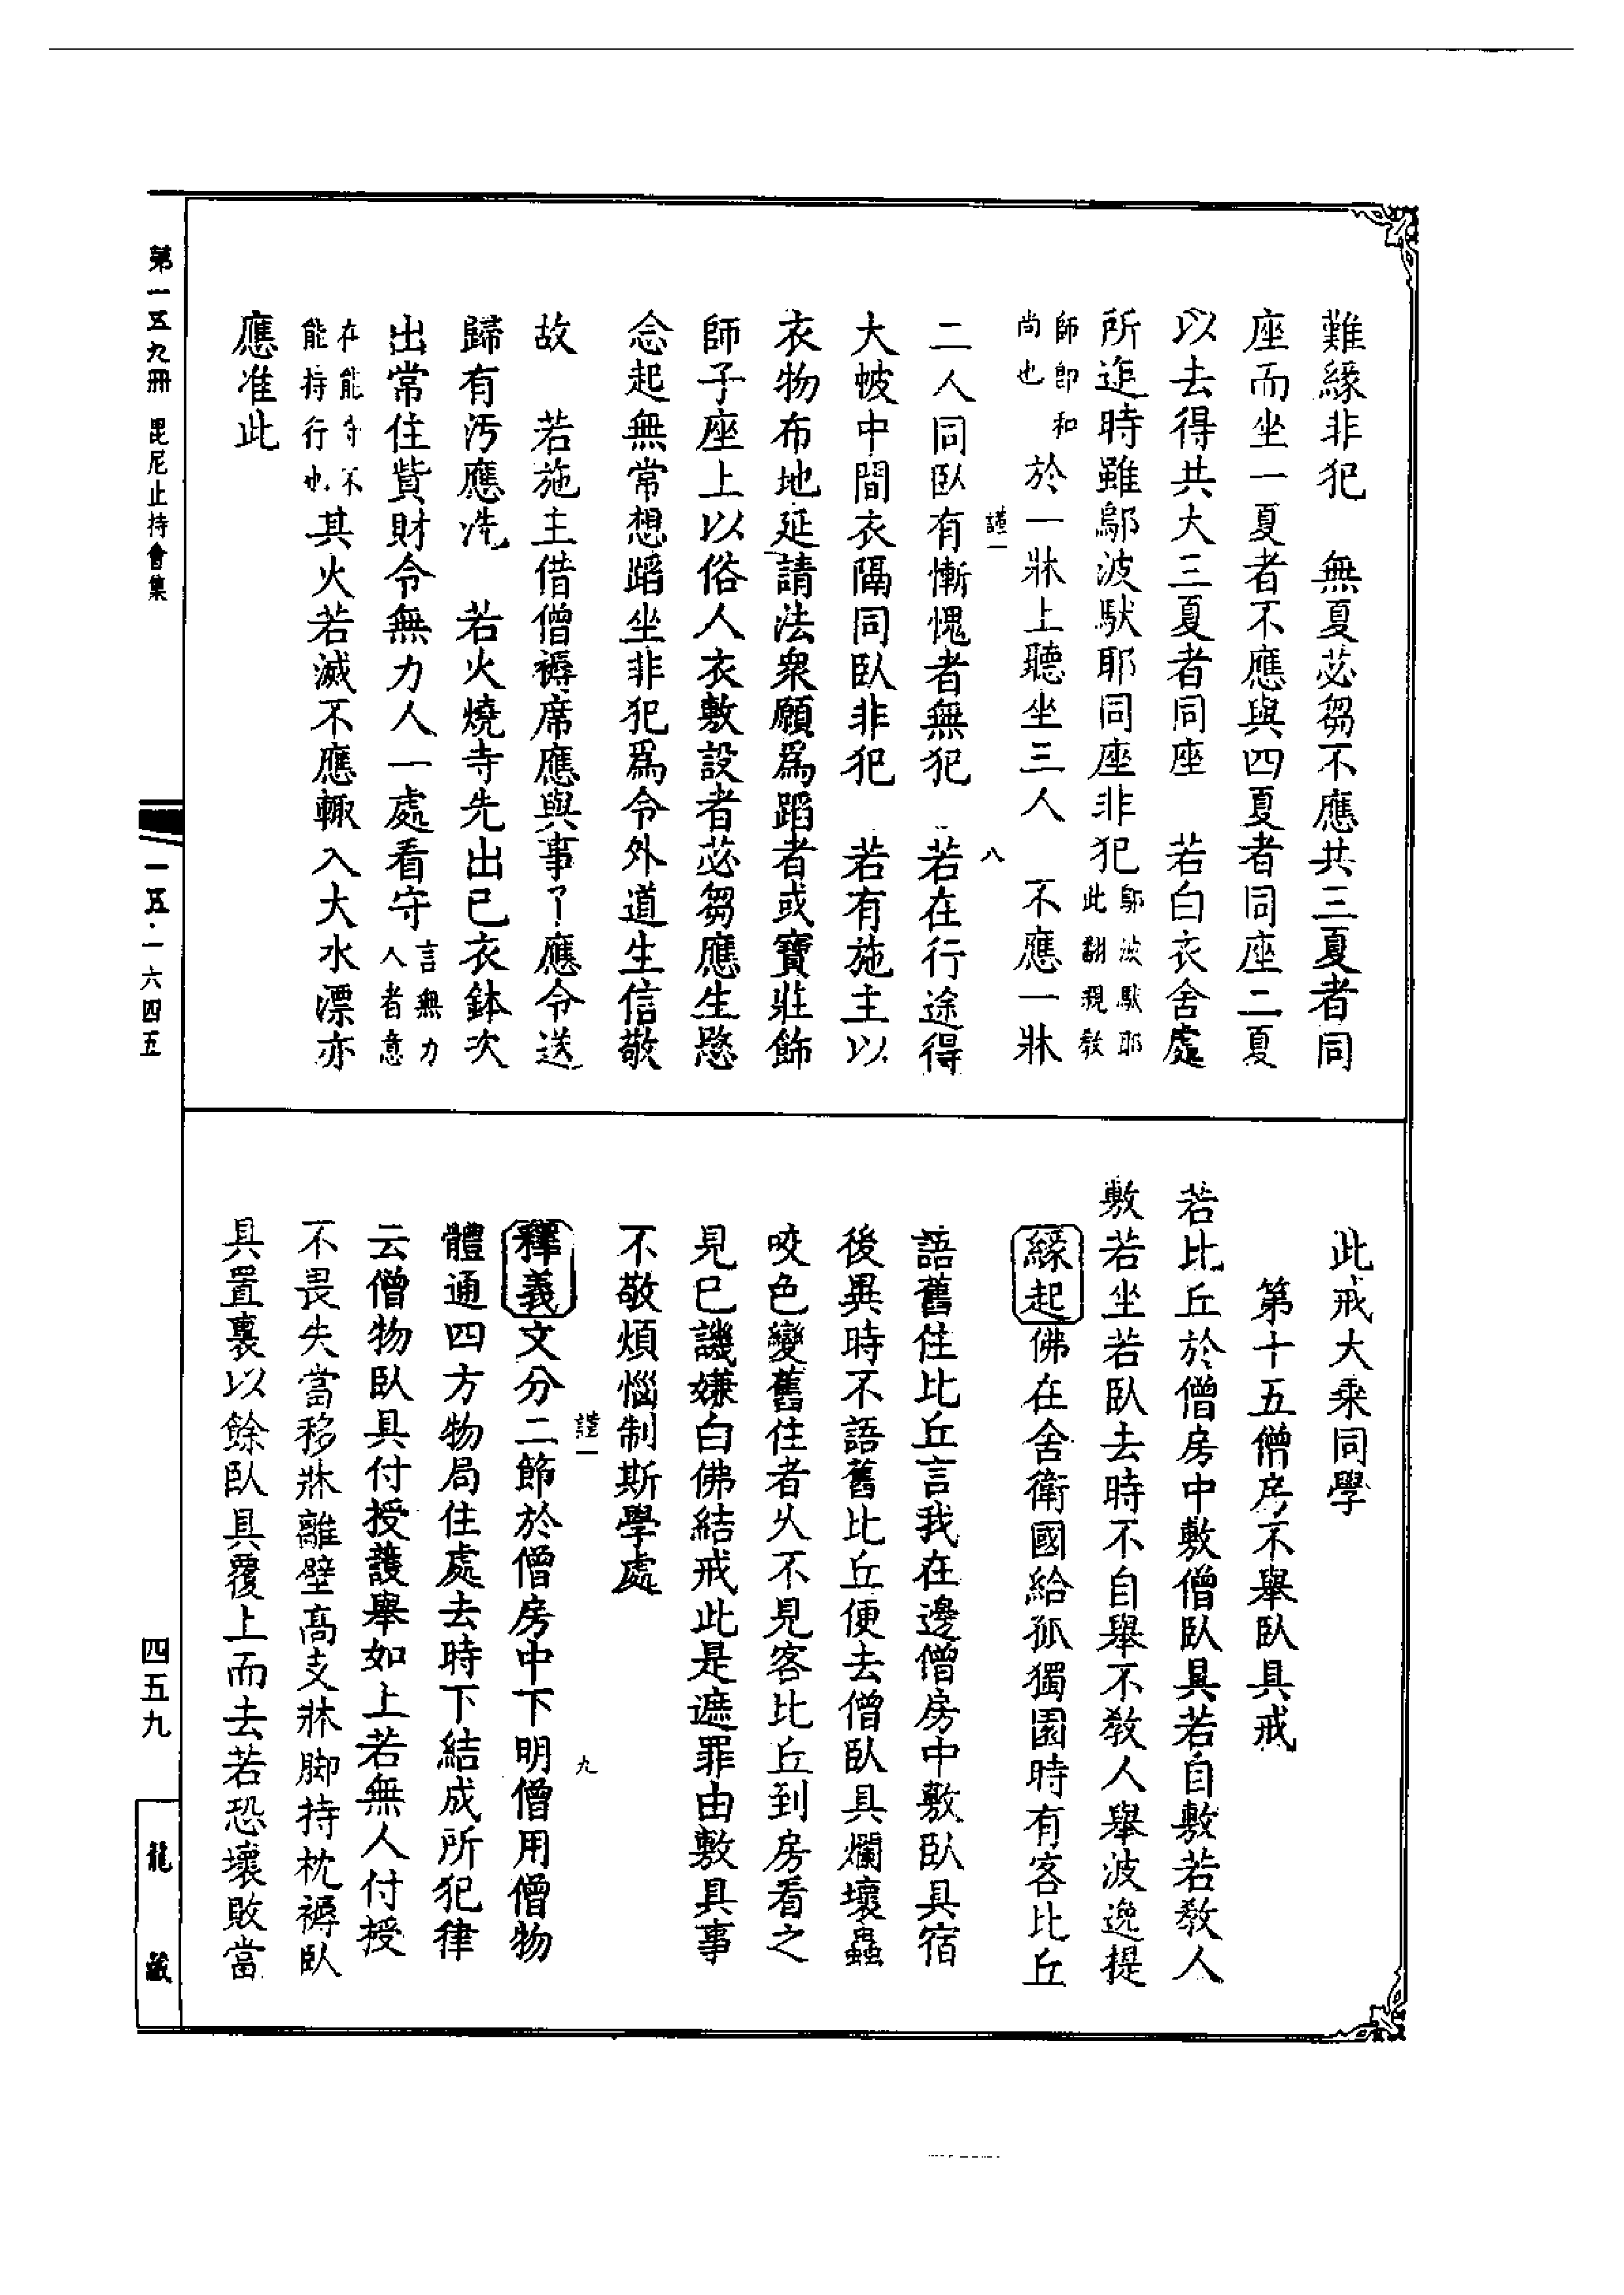 難緣非犯　無夏苾芻不應共三夏者同
座而坐一夏者不應與四夏者同座二夏
以去得共大三夏者同座　若白衣舍處
所迮時雖鄔波馱耶同座非犯鄔波馱耶此翻親教
師即和尚也　於一牀上聽坐三人　不應一牀
謹一　八
二人同臥有慚愧者無犯　若在行途得
大帔中間衣隔同臥非犯　若有施主以
衣物布地延請法衆願爲蹈者或寶莊飾
師子座上以俗人衣敷設者苾芻應生愍
念起無常想蹈坐非犯爲令外道生信敬
故　若施主借僧褥席應與事了應令送
歸有污應洗　若火燒寺先出已衣鉢次
出常住貲財令無力人一處看守言無力人者意
在能守不能持行也其火若滅不應輒入大水漂亦
應准此
此戒大乘同學
第十五僧房不舉臥具戒
若比丘於僧房中敷僧臥具若自敷若教人
敷若坐若臥去時不自舉不教人舉波逸提
緣起佛在舍衛國給孤獨園時有客比丘
語舊住比丘言我在邊僧房中敷臥具宿
後異時不語舊比丘便去僧臥具爛壞蟲
咬色變舊住者久不見客比丘到房看之
見已譏嫌白佛結戒此是遮罪由敷具事
不敬煩惱制斯學處
謹一　九
釋義文分二節於僧房中下明僧用僧物
體通四方物局住處去時下結成所犯律
云僧物臥具付授護舉如上若無人付授
不畏失當移牀離壁高支牀脚持枕褥臥
具置裏以餘臥具覆上而去若恐壞敗當
第一五九冊　毘尼止持會集
一五·一六四五
四五九
龍藏